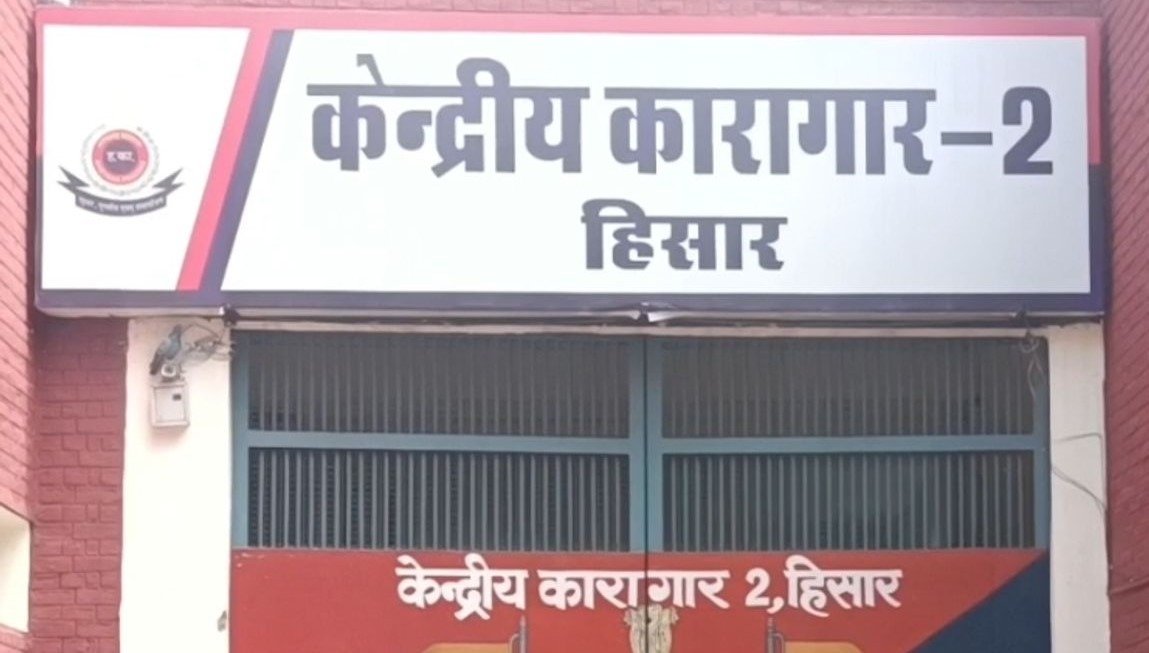 केन्द्रीय कारागार-2
हिसार
ह.का.
केन्द्रीय कारागार 2,हिसार